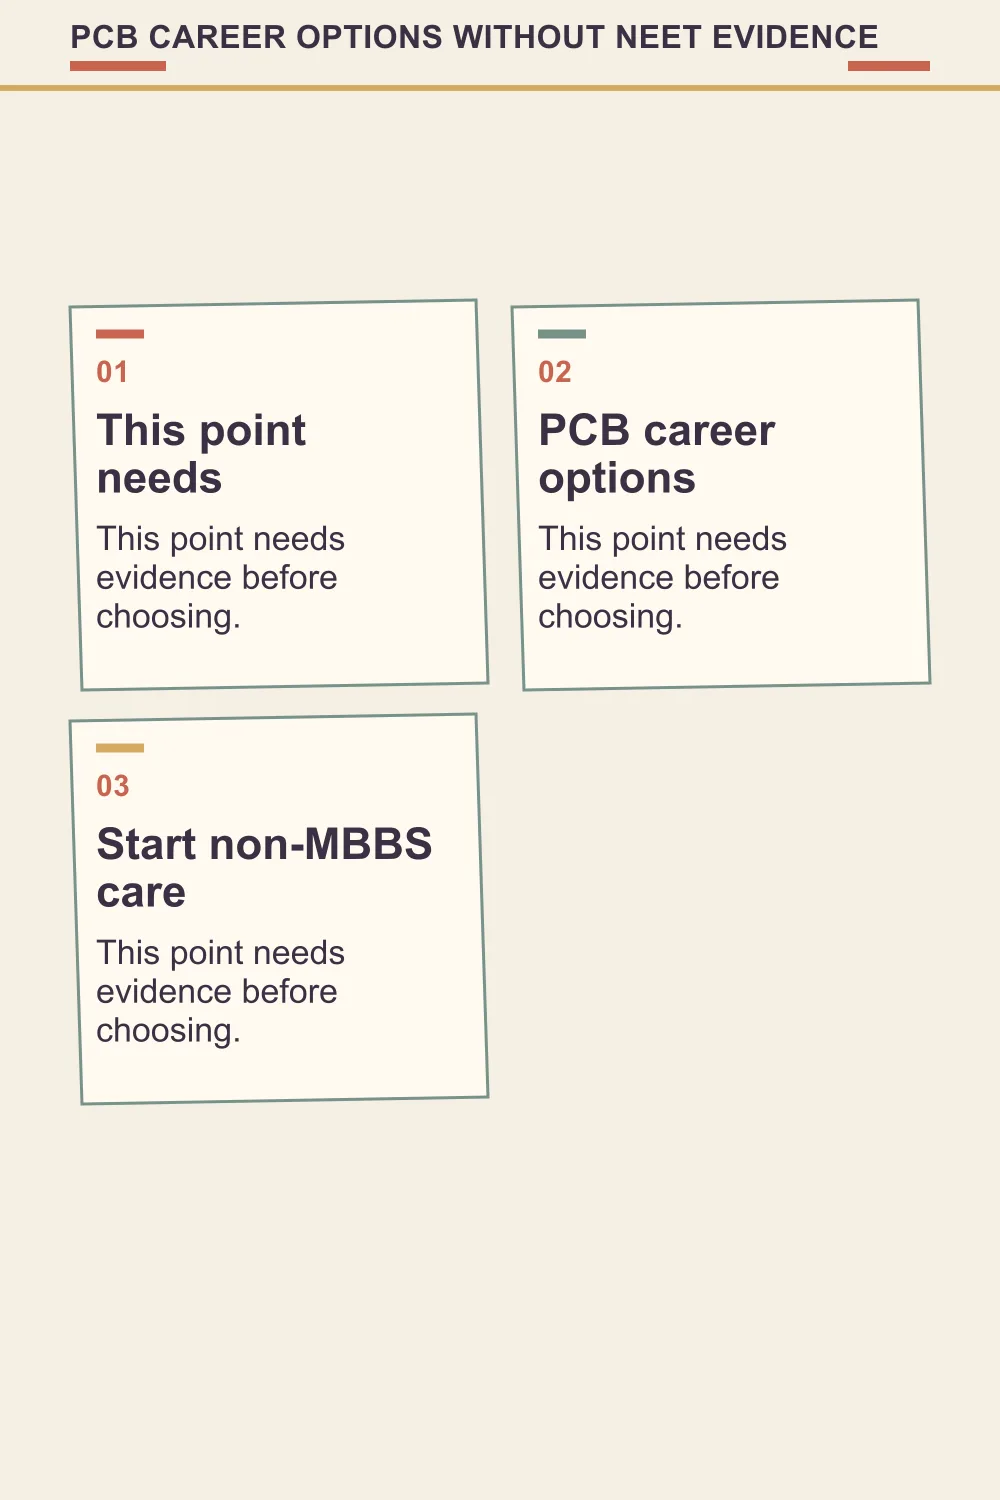 PCB CAREER OPTIONS WITHOUT NEET EVIDENCE
01
This point
needs
This point needs
evidence before
choosing.
02
PCB career
options
This point needs
evidence before
choosing.
03
Start non-MBBS
care
This point needs
evidence before
choosing.